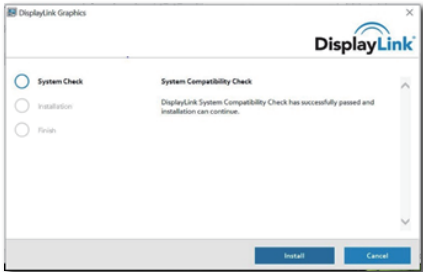 DisplayLink Graphics
DisplayLink
System Check
Installation
Finish
System Compatibility Check
DisplayLink System Compatibility Check has successfully passed and
installation can continue.
Install
Cancel